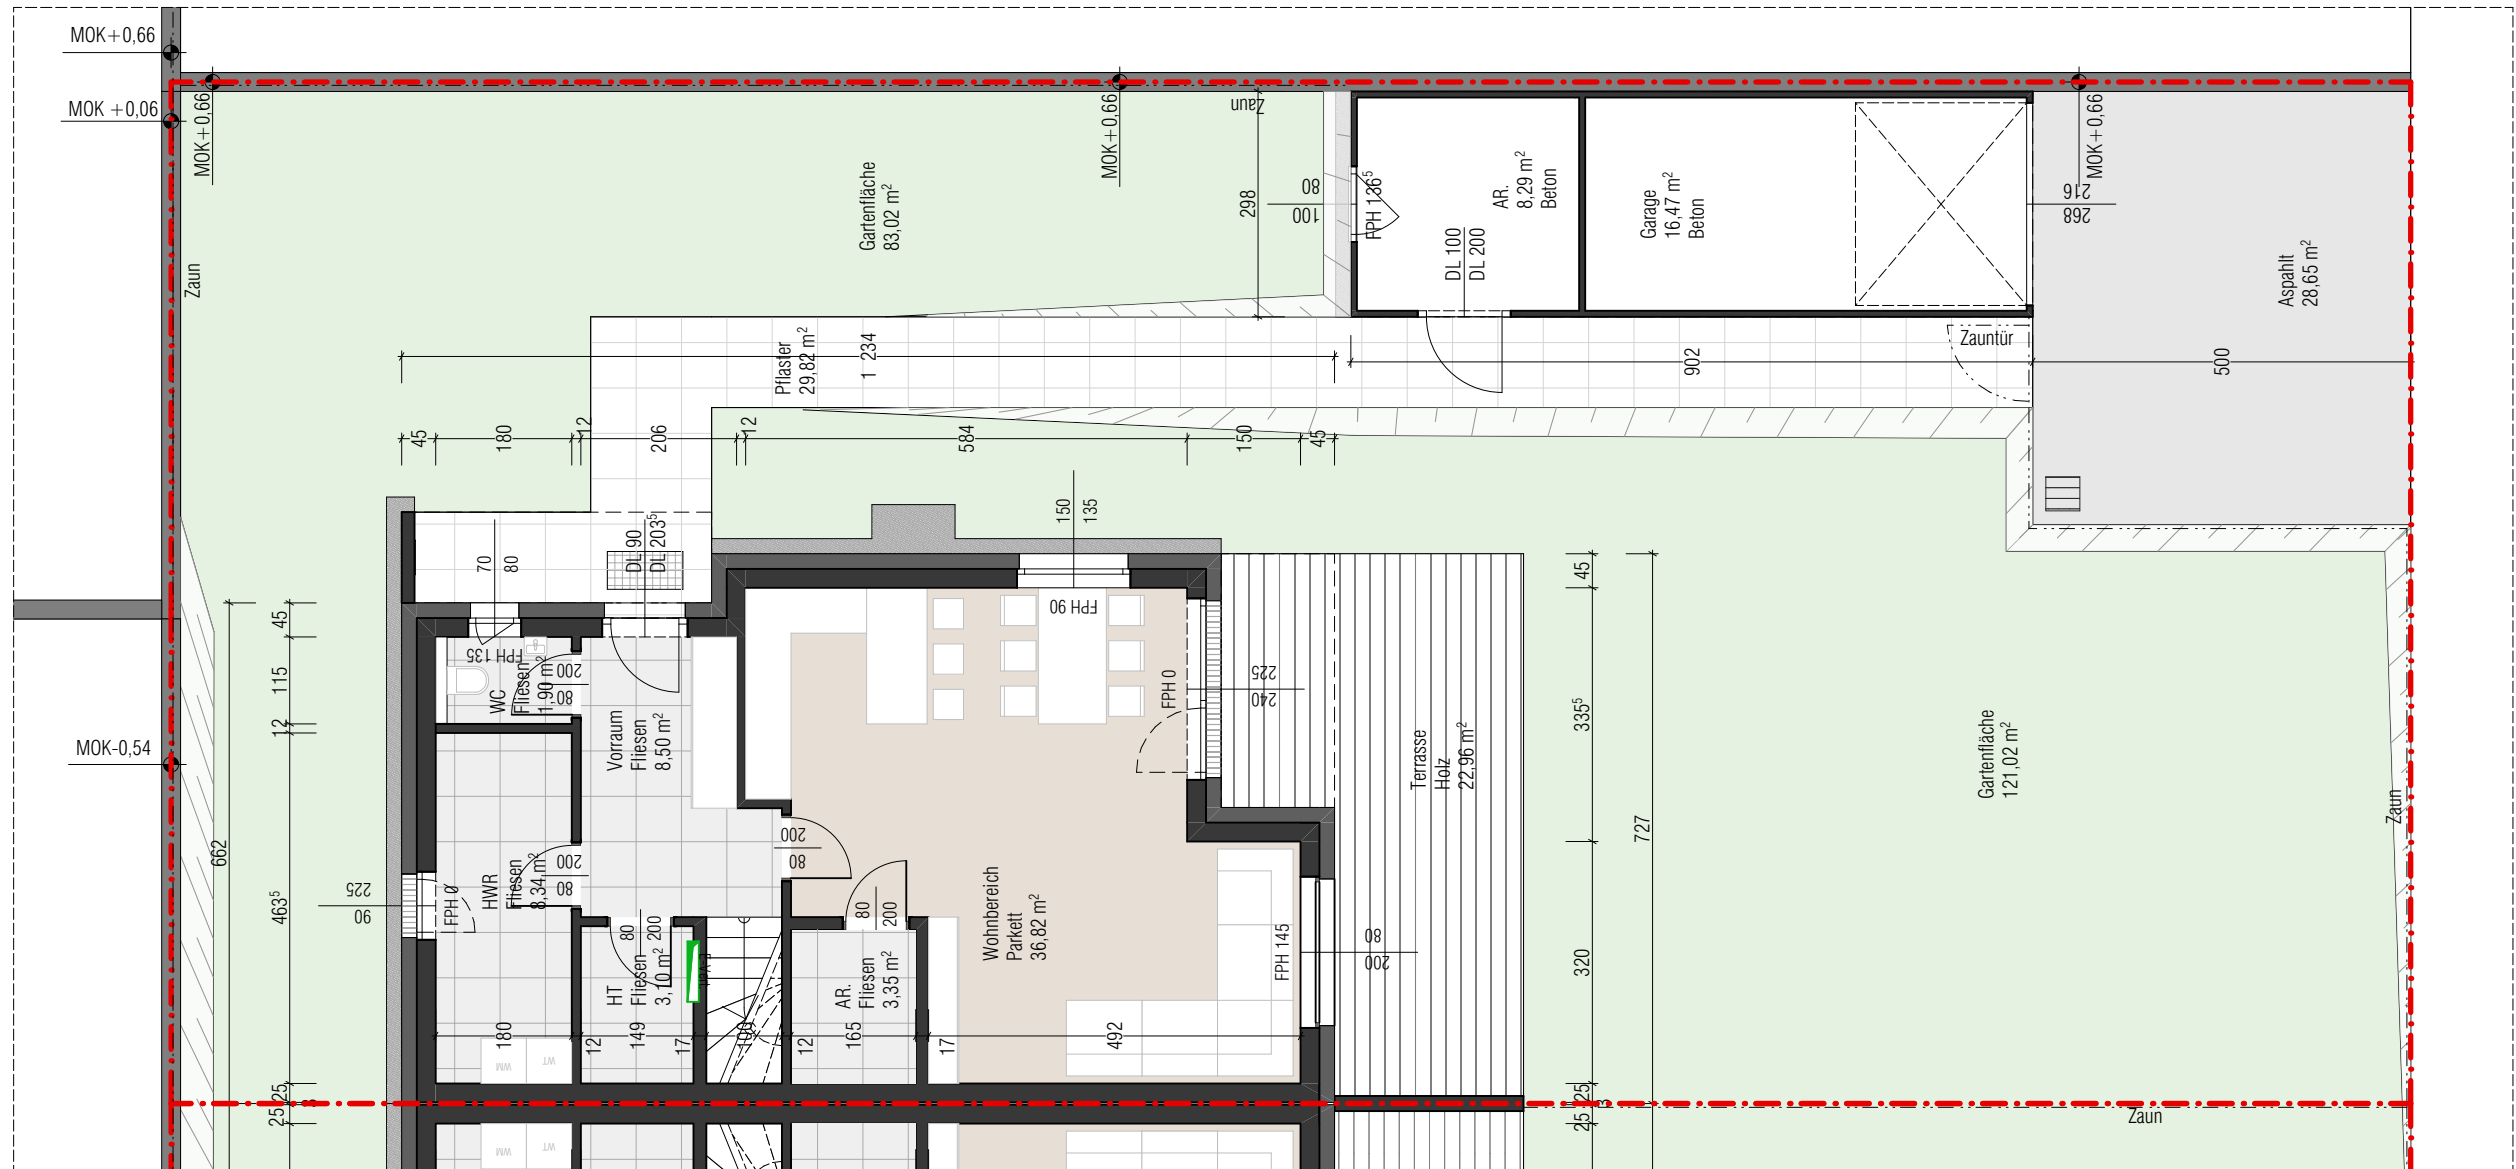 MOK+0,66
MOK +0,06
MOK+0,66
MOK+0,66
MOK+0,66
Zaun
Zaun
Gartenfläche
83,02 m²
298
80
100
FPH 136⁵
AR.
8,29 m²
Beton
DL 100
DL 200
Garage
16,47 m²
Beton
216
268
Aspahlt
28,65 m²
Zauntür
Pflaster
29,82 m²
1 234
902
500
45
180
12
206
12
584
150
45
70
80
DL 90
DL 203⁵
150
135
FPH 90
FPH 135
WC
Fliesen
1,90 m²
200
80
Vorraum
Fliesen
8,50 m²
FPH 0
225
240
Terrasse
Holz
22,96 m²
Gartenfläche
121,02 m²
Zaun
MOK-0,54
45
115
12
662
463⁵
25
25
3
225
90
FPH 0
HWR
Fliesen
8,34 m²
200
80
200
80
80
200
HT
Fliesen
3,10 m²
80
200
AR.
Fliesen
3,35 m²
Wohnbereich
Parkett
36,82 m²
FPH 145
80
200
45
335⁵
727
320
25
25
3
180
12
149
17
100
12
165
17
492
WM
WT
WM
WT
Zaun